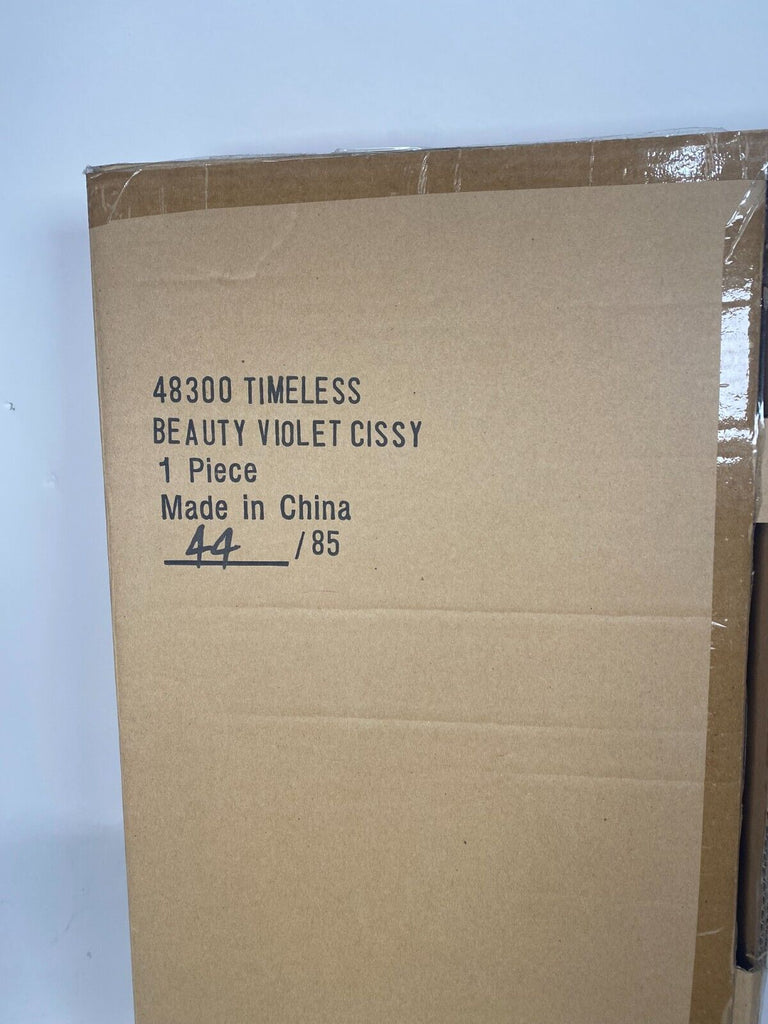 48300 TIMELESS
BEAUTY VIOLET CISSY
1 Piece
Made in China
44 /85